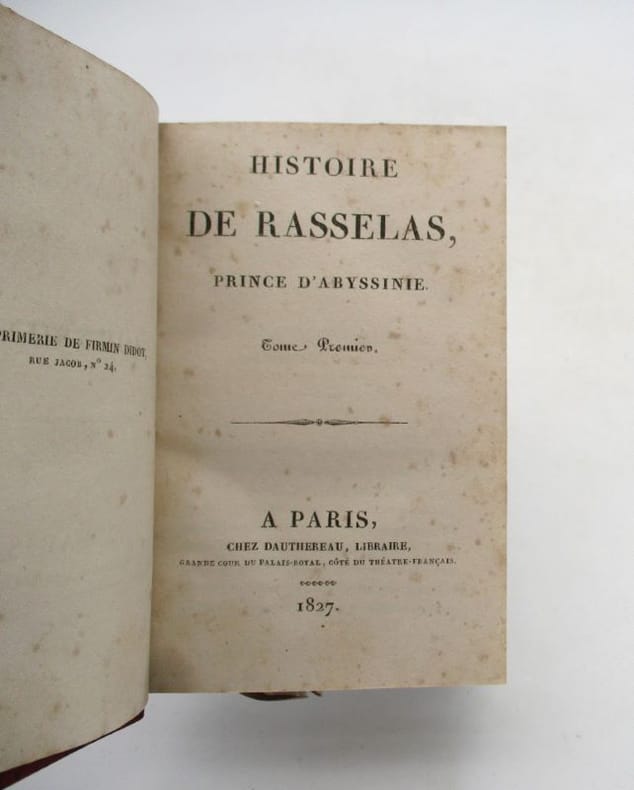 PRIMERIE DE FIRMIN DIDOT,
RUE JACOB, Nº 24.
HISTOIRE
DE RASSELAS,
PRINCE D'ABYSSINIE.
Tome Premier.
A PARIS,
CHEZ DAUTHEREAU, LIBRAIRE,
GRANDE COUR DU PALAIS-ROYAL, CÔTÉ DU THÉATRE-FRANÇAIS.
1827.